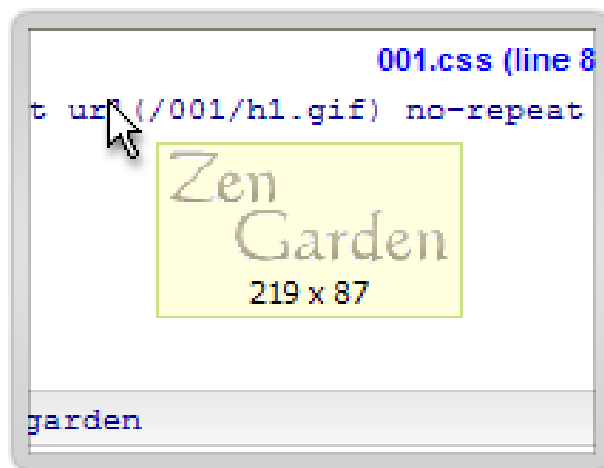 001.css (line 8
t url(/001/h1.gif) no-repeat
Zen
Garden
219 x 87
garden